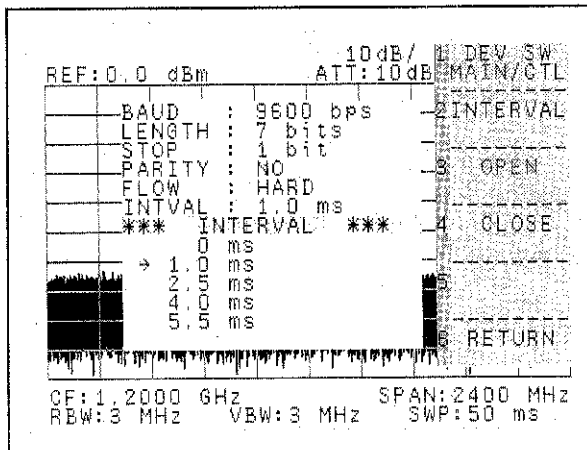 10dB/
REF:0.0 dBm ATT:10dB
BAUD : 9600 bps
LENGTH : 7 bits
STOP : 1 bit
PARITY : NO
FLOW : HARD
INTVAL : 1.0 ms
*** INTERVAL ***
0 ms
→ 1.0 ms
2.5 ms
4.0 ms
5.5 ms
1 DEV SW
MAIN/CTL
2 INTERVAL
3 OPEN
4 CLOSE
5
6 RETURN
CF:1.2000 GHz SPAN:2400 MHz
RBW:3 MHz VBW:3 MHz SWP:50 ms